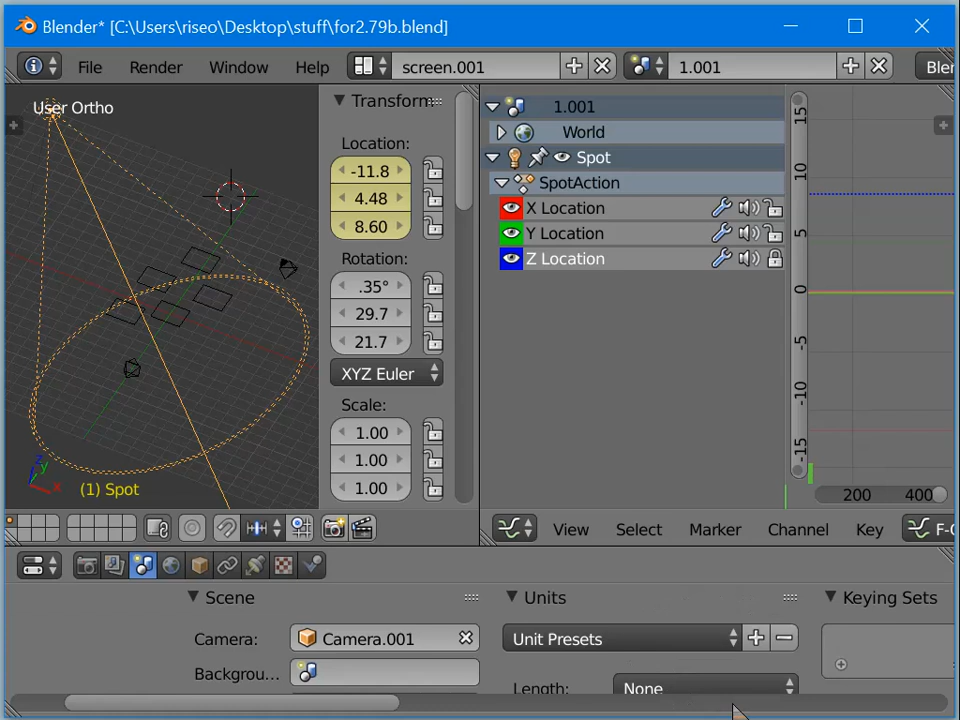 Blender* [C:\Users\riseo\Desktop\stuff\for2.79b.blend]
File Render Window Help screen.001 1.001 Blen
User Ortho
Transform
Location:
-11.8
4.48
8.60
Rotation:
.35°
29.7
21.7
XYZ Euler
Scale:
1.00
1.00
1.00
z
y
x
(1) Spot
1.001
World
Spot
SpotAction
X Location
Y Location
Z Location
15
10
5
0
-5
-10
-15
200 400
View Select Marker Channel Key F-C
Scene
Camera: Camera.001
Backgrou...
Units
Unit Presets
Length: None
Keying Sets